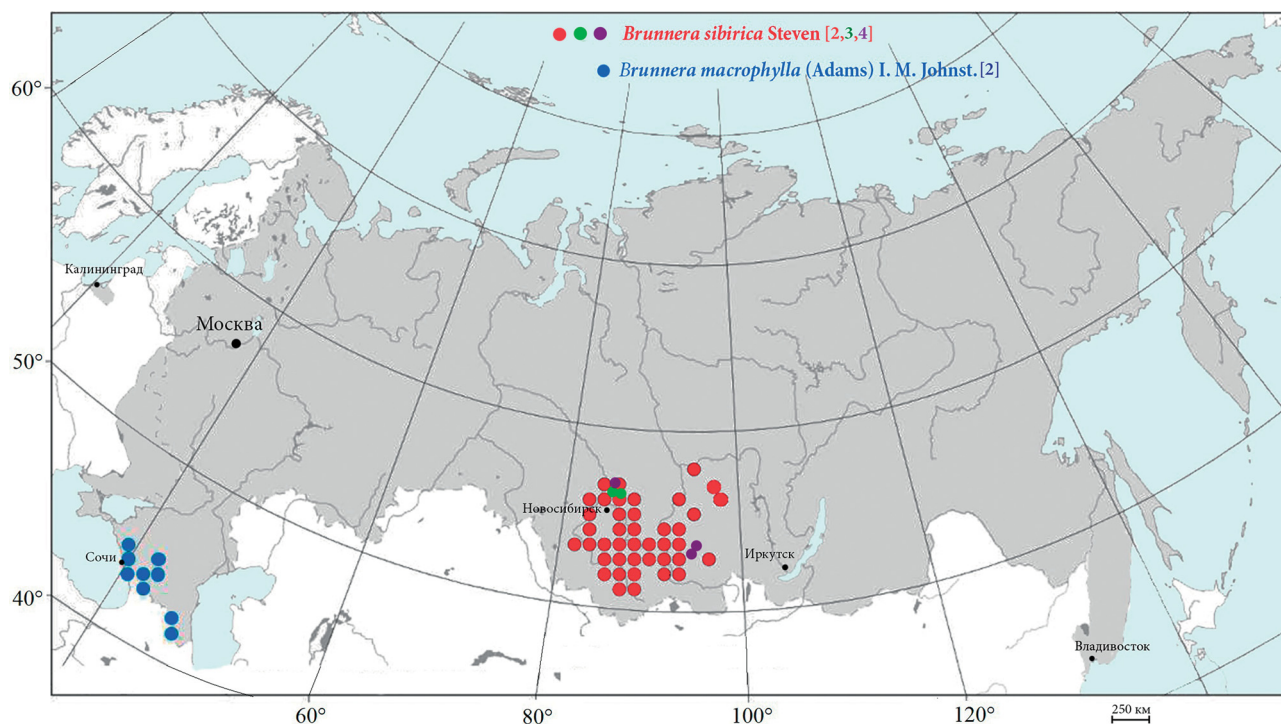 Brunnera sibirica Steven [2,3,4]
Brunnera macrophylla (Adams) I. M. Johnst.[2]
60°
Калининград
Москва
50°
Новосибирск
Сочи
Иркутск
40°
Владивосток
60°
80°
100°
120°
250 км